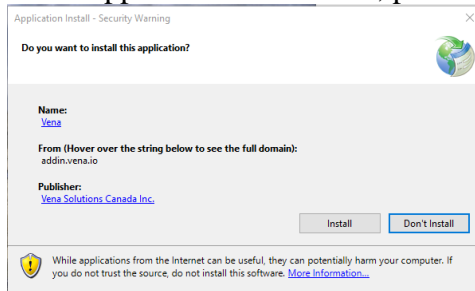 Application Install - Security Warning
Do you want to install this application?
Name:
Vena
From (Hover over the string below to see the full domain):
addin.vena.io
Publisher:
Vena Solutions Canada Inc.
Install
Don't Install
While applications from the Internet can be useful, they can potentially harm your computer. If
you do not trust the source, do not install this software. More Information...